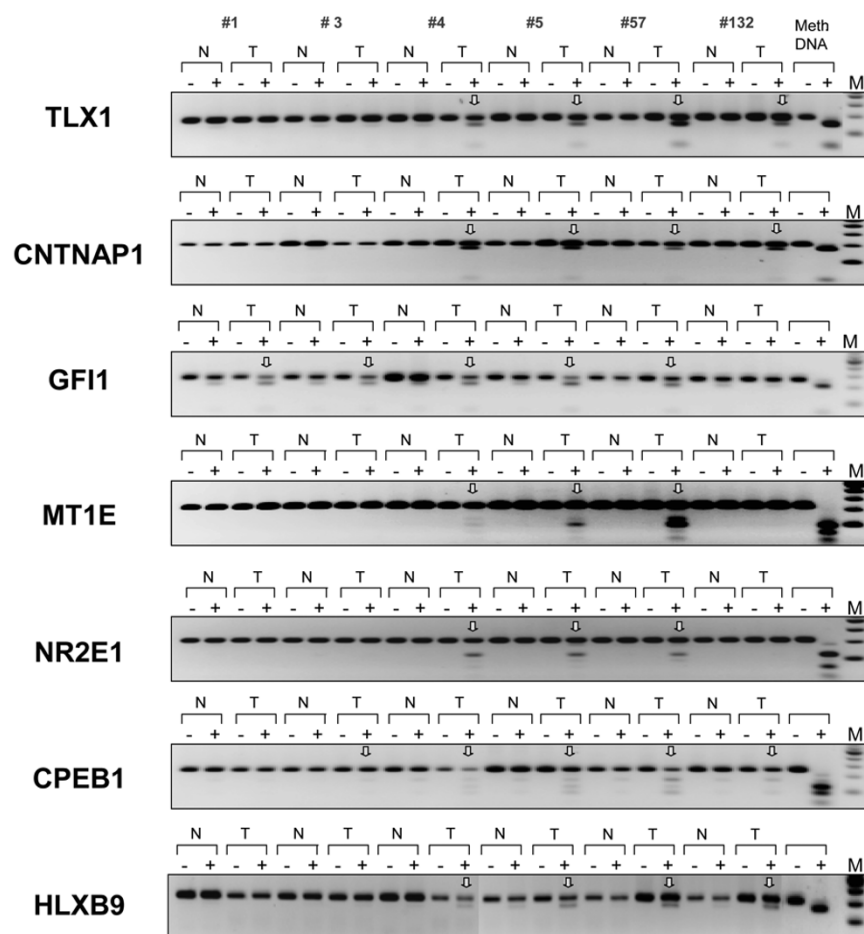 #1 # 3 #4 #5 #57 #132 Meth DNA
N T N T N T N T N T N T
- + - + - + - + - + - + - + - + - + - + - + - + - + M
TLX1
N T N T N T N T N T N T
- + - + - + - + - + - + - + - + - + - + - + - + - + M
CNTNAP1
N T N T N T N T N T N T
- + - + - + - + - + - + - + - + - + - + - + - + - + M
GFI1
N T N T N T N T N T N T
- + - + - + - + - + - + - + - + - + - + - + - + - + M
MT1E
N T N T N T N T N T N T
- + - + - + - + - + - + - + - + - + - + - + - + - + M
NR2E1
N T N T N T N T N T N T
- + - + - + - + - + - + - + - + - + - + - + - + - + M
CPEB1
N T N T N T N T N T N T
- + - + - + - + - + - + - + - + - + - + - + - + - + M
HLXB9